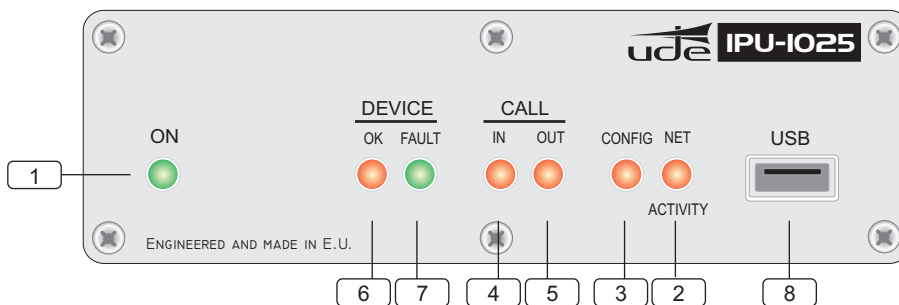 ude IPU-1025
DEVICE CALL
ON OK FAULT IN OUT CONFIG NET USB
1
ACTIVITY
ENGINEERED AND MADE IN E.U.
6 7 4 5 3 2 8